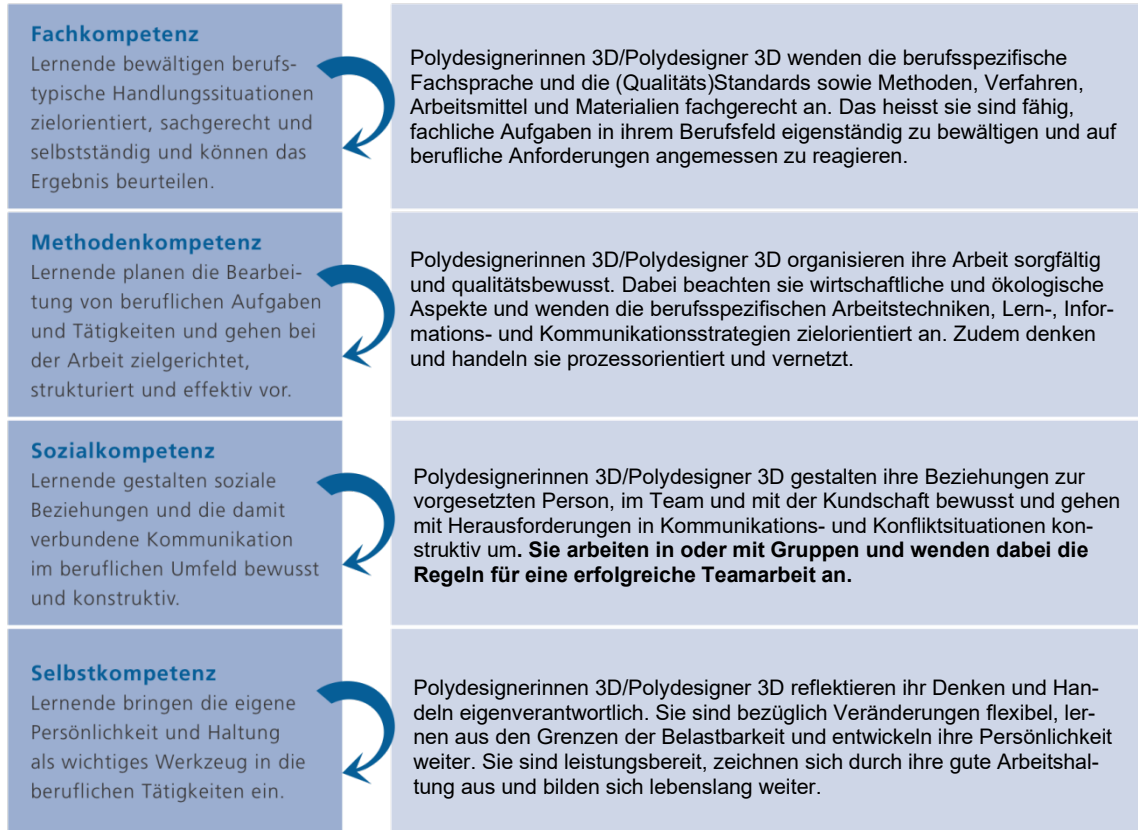 Fachkompetenz
Lernende bewältigen berufs-
typische Handlungssituationen
zielorientiert, sachgerecht und
selbstständig und können das
Ergebnis beurteilen.
Polydesignerinnen 3D/Polydesigner 3D wenden die berufsspezifische
Fachsprache und die (Qualitäts)Standards sowie Methoden, Verfahren,
Arbeitsmittel und Materialien fachgerecht an. Das heisst sie sind fähig,
fachliche Aufgaben in ihrem Berufsfeld eigenständig zu bewältigen und auf
berufliche Anforderungen angemessen zu reagieren.
Methodenkompetenz
Lernende planen die Bearbei-
tung von beruflichen Aufgaben
und Tätigkeiten und gehen bei
der Arbeit zielgerichtet,
strukturiert und effektiv vor.
Polydesignerinnen 3D/Polydesigner 3D organisieren ihre Arbeit sorgfältig
und qualitätsbewusst. Dabei beachten sie wirtschaftliche und ökologische
Aspekte und wenden die berufsspezifischen Arbeitstechniken, Lern-, Infor-
mations- und Kommunikationsstrategien zielorientiert an. Zudem denken
und handeln sie prozessorientiert und vernetzt.
Sozialkompetenz
Lernende gestalten soziale
Beziehungen und die damit
verbundene Kommunikation
im beruflichen Umfeld bewusst
und konstruktiv.
Polydesignerinnen 3D/Polydesigner 3D gestalten ihre Beziehungen zur
vorgesetzten Person, im Team und mit der Kundschaft bewusst und gehen
mit Herausforderungen in Kommunikations- und Konfliktsituationen kon-
struktiv um. Sie arbeiten in oder mit Gruppen und wenden dabei die
Regeln für eine erfolgreiche Teamarbeit an.
Selbstkompetenz
Lernende bringen die eigene
Persönlichkeit und Haltung
als wichtiges Werkzeug in die
beruflichen Tätigkeiten ein.
Polydesignerinnen 3D/Polydesigner 3D reflektieren ihr Denken und Han-
deln eigenverantwortlich. Sie sind bezüglich Veränderungen flexibel, ler-
nen aus den Grenzen der Belastbarkeit und entwickeln ihre Persönlichkeit
weiter. Sie sind leistungsbereit, zeichnen sich durch ihre gute Arbeitshal-
tung aus und bilden sich lebenslang weiter.